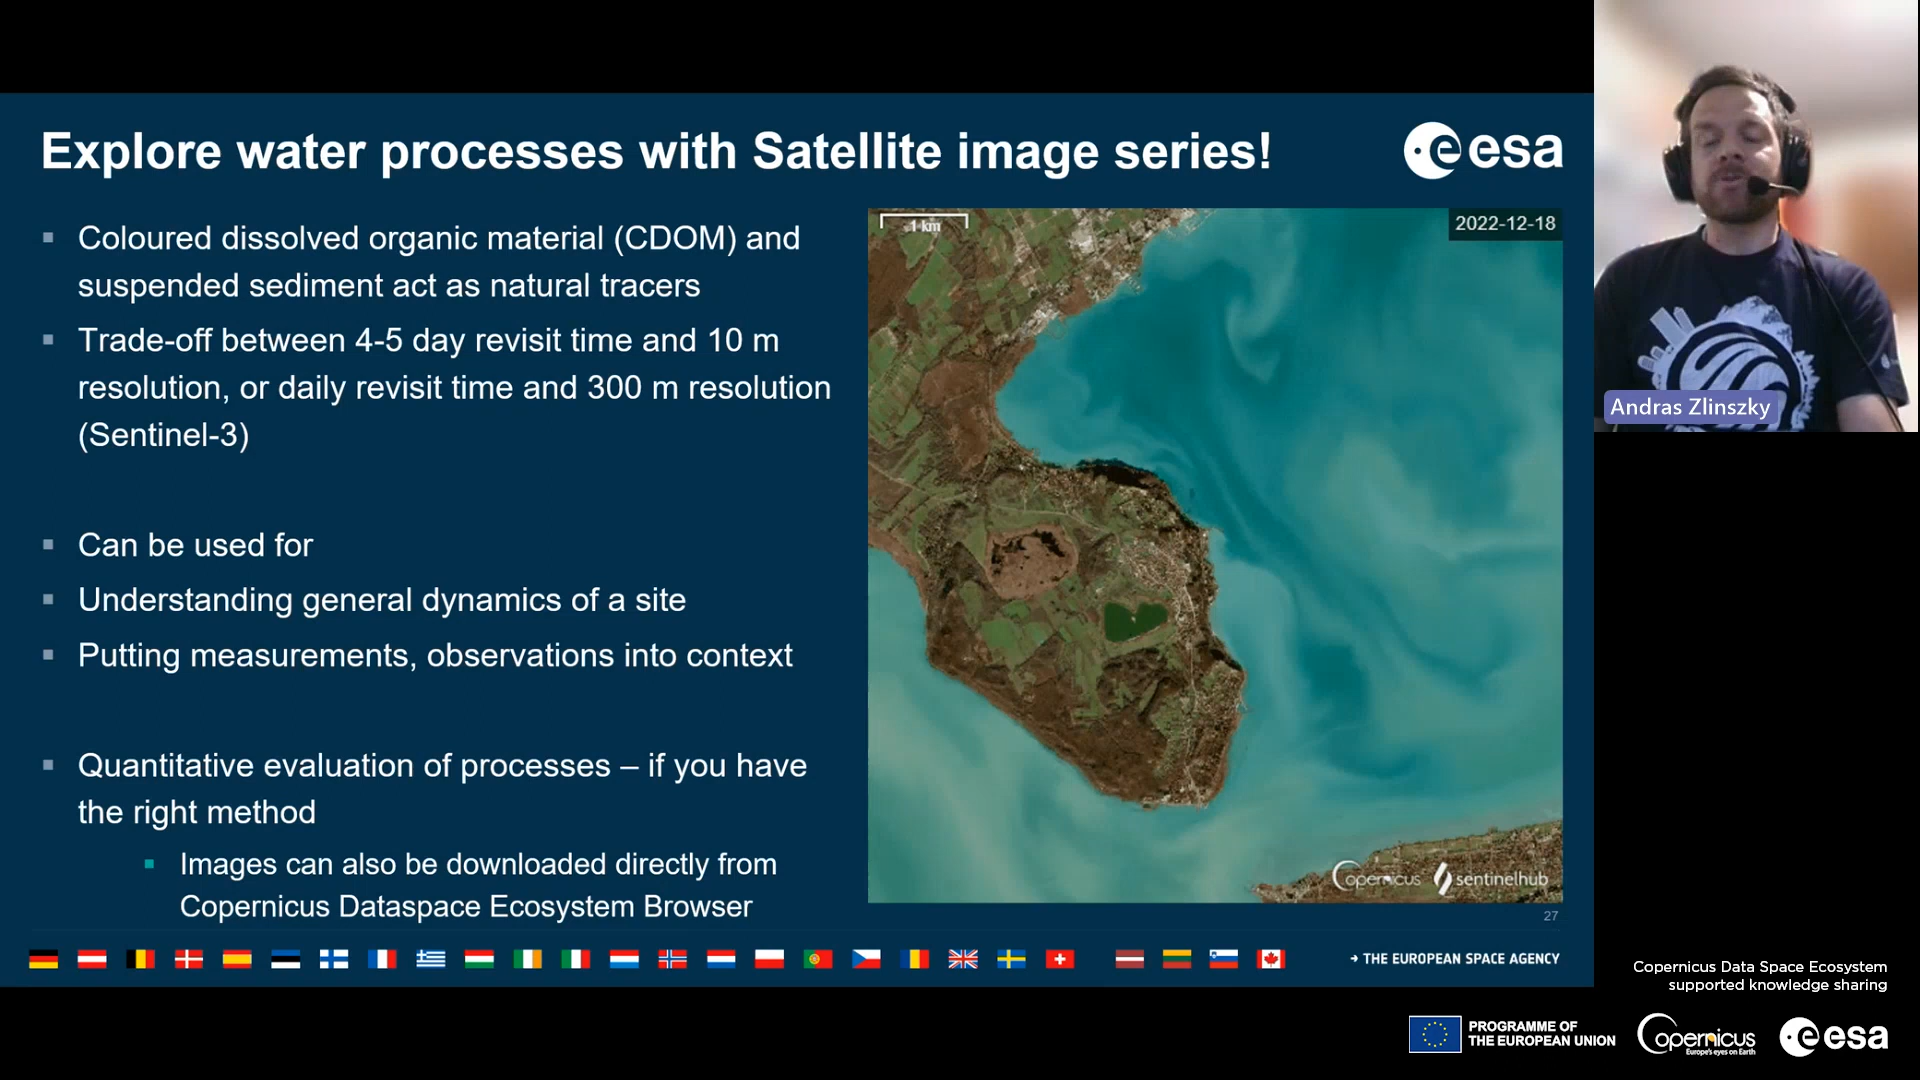 Explore water processes with Satellite image series!
esa
Coloured dissolved organic material (CDOM) and
suspended sediment act as natural tracers
Trade-off between 4-5 day revisit time and 10 m
resolution, or daily revisit time and 300 m resolution
(Sentinel-3)
Can be used for
Understanding general dynamics of a site
Putting measurements, observations into context
Quantitative evaluation of processes – if you have
the right method
Images can also be downloaded directly from
Copernicus Dataspace Ecosystem Browser
1 km
2022-12-18
Copernicus sentinelhub
27
→ THE EUROPEAN SPACE AGENCY
Andras Zlinszky
Copernicus Data Space Ecosystem
supported knowledge sharing
PROGRAMME OF
THE EUROPEAN UNION
Copernicus
Europe's eyes on Earth
esa